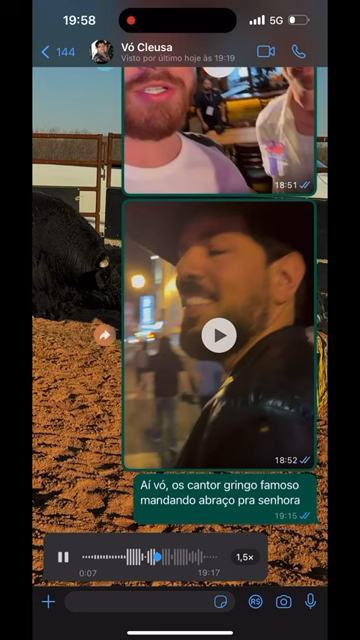 19:58
5G
144
Vó Cleusa
Visto por último hoje às 19:19
18:51
18:52
Aí vó, os cantor gringo famoso
mandando abraço pra senhora
19:15
1,5×
0:07
19:17
RS